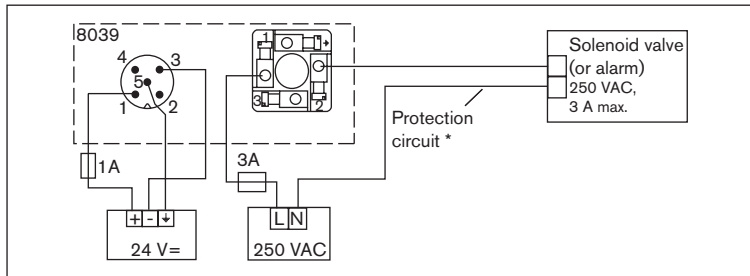 8039
4
3
5
1
2
1
3
2
1A
3A
+ -
24 V=
L N
250 VAC
Protection
circuit *
Solenoid valve
(or alarm)
250 VAC,
3 A max.